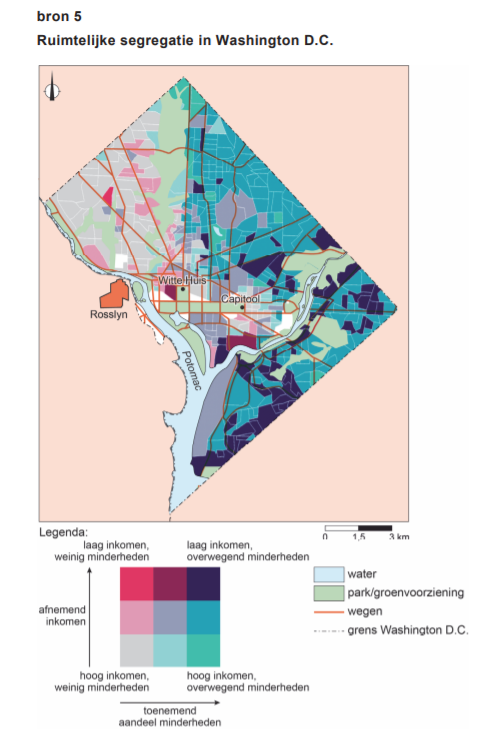 bron 5
Ruimtelijke segregatie in Washington D.C.
Witte Huis
Capitool
Rosslyn
Potomac
Legenda:
0 1,5 3 km
laag inkomen,
weinig minderheden
laag inkomen,
overwegend minderheden
afnemend
inkomen
hoog inkomen,
weinig minderheden
hoog inkomen,
overwegend minderheden
toenemend
aandeel minderheden
water
park/groenvoorziening
wegen
grens Washington D.C.